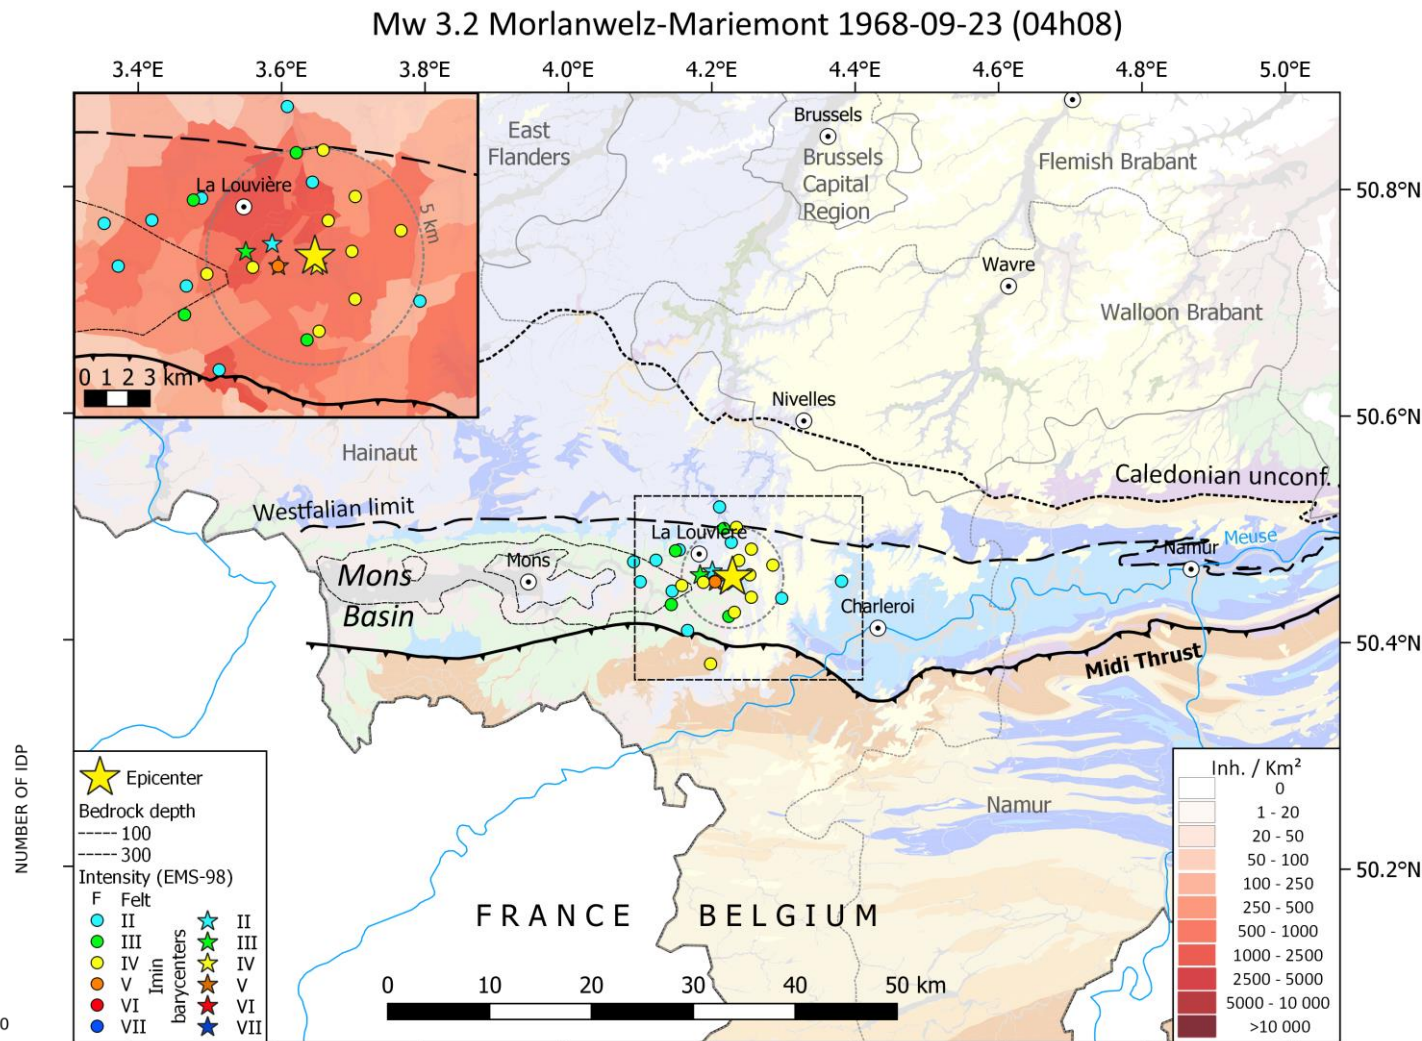 Mw 3.2 Morlanwelz-Mariemont 1968-09-23 (04h08)
3.4°E 3.6°E 3.8°E 4.0°E 4.2°E 4.4°E 4.6°E 4.8°E 5.0°E
Brussels
East
Flanders
Brussels
Capital
Region
Flemish Brabant
La Louvière
50.8°N
5 km
Wavre
Walloon Brabant
0 1 2 3 km
Nivelles
50.6°N
Hainaut
Caledonian unconf.
Westfalian limit
La Louvière
Meuse
Namur
Mons
Mons
Basin
Charleroi
50.4°N
Midi Thrust
NUMBER OF IDP
Epicenter
Bedrock depth
100
300
Intensity (EMS-98)
F Felt
II II
III III
IV IV
V V
VI VI
VII VII
Imin
barycenters
Namur
50.2°N
FRANCE BELGIUM
0 10 20 30 40 50 km
Inh. / Km²
0
1 - 20
20 - 50
50 - 100
100 - 250
250 - 500
500 - 1000
1000 - 2500
2500 - 5000
5000 - 10 000
>10 000
0